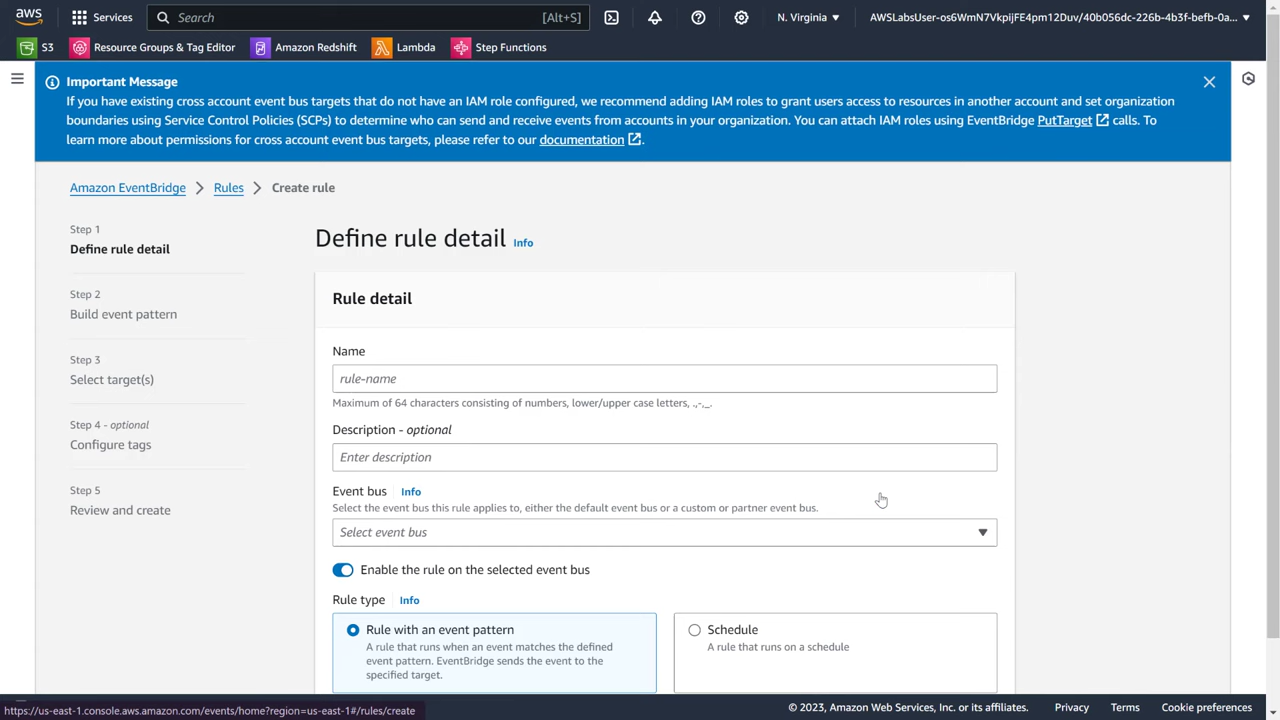 aws
Services
Search
[Alt+S]
N. Virginia
AWSLabsUser-os6WmN7VkpijFE4pm12Duv/40b056dc-226b-4b3f-befb-0a...
S3
Resource Groups & Tag Editor
Amazon Redshift
Lambda
Step Functions
Important Message
If you have existing cross account event bus targets that do not have an IAM role configured, we recommend adding IAM roles to grant users access to resources in another account and set organization
boundaries using Service Control Policies (SCPs) to determine who can send and receive events from accounts in your organization. You can attach IAM roles using EventBridge PutTarget calls. To
learn more about permissions for cross account event bus targets, please refer to our documentation.
Amazon EventBridge
Rules
Create rule
Step 1
Define rule detail
Step 2
Build event pattern
Step 3
Select target(s)
Step 4 - optional
Configure tags
Step 5
Review and create
Define rule detail Info
Rule detail
Name
rule-name
Maximum of 64 characters consisting of numbers, lower/upper case letters, .,-,_.
Description - optional
Enter description
Event bus Info
Select the event bus this rule applies to, either the default event bus or a custom or partner event bus.
Select event bus
Enable the rule on the selected event bus
Rule type Info
Rule with an event pattern
A rule that runs when an event matches the defined
event pattern. EventBridge sends the event to the
specified target.
Schedule
A rule that runs on a schedule
https://us-east-1.console.aws.amazon.com/events/home?region=us-east-1#/rules/create
© 2023, Amazon Web Services, Inc. or its affiliates.
Privacy
Terms
Cookie preferences